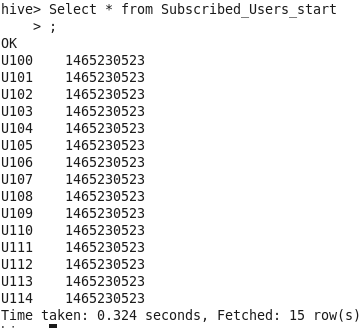 hive> Select * from Subscribed_Users_start
    > ;
OK
U100    1465230523
U101    1465230523
U102    1465230523
U103    1465230523
U104    1465230523
U105    1465230523
U106    1465230523
U107    1465230523
U108    1465230523
U109    1465230523
U110    1465230523
U111    1465230523
U112    1465230523
U113    1465230523
U114    1465230523
Time taken: 0.324 seconds, Fetched: 15 row(s)